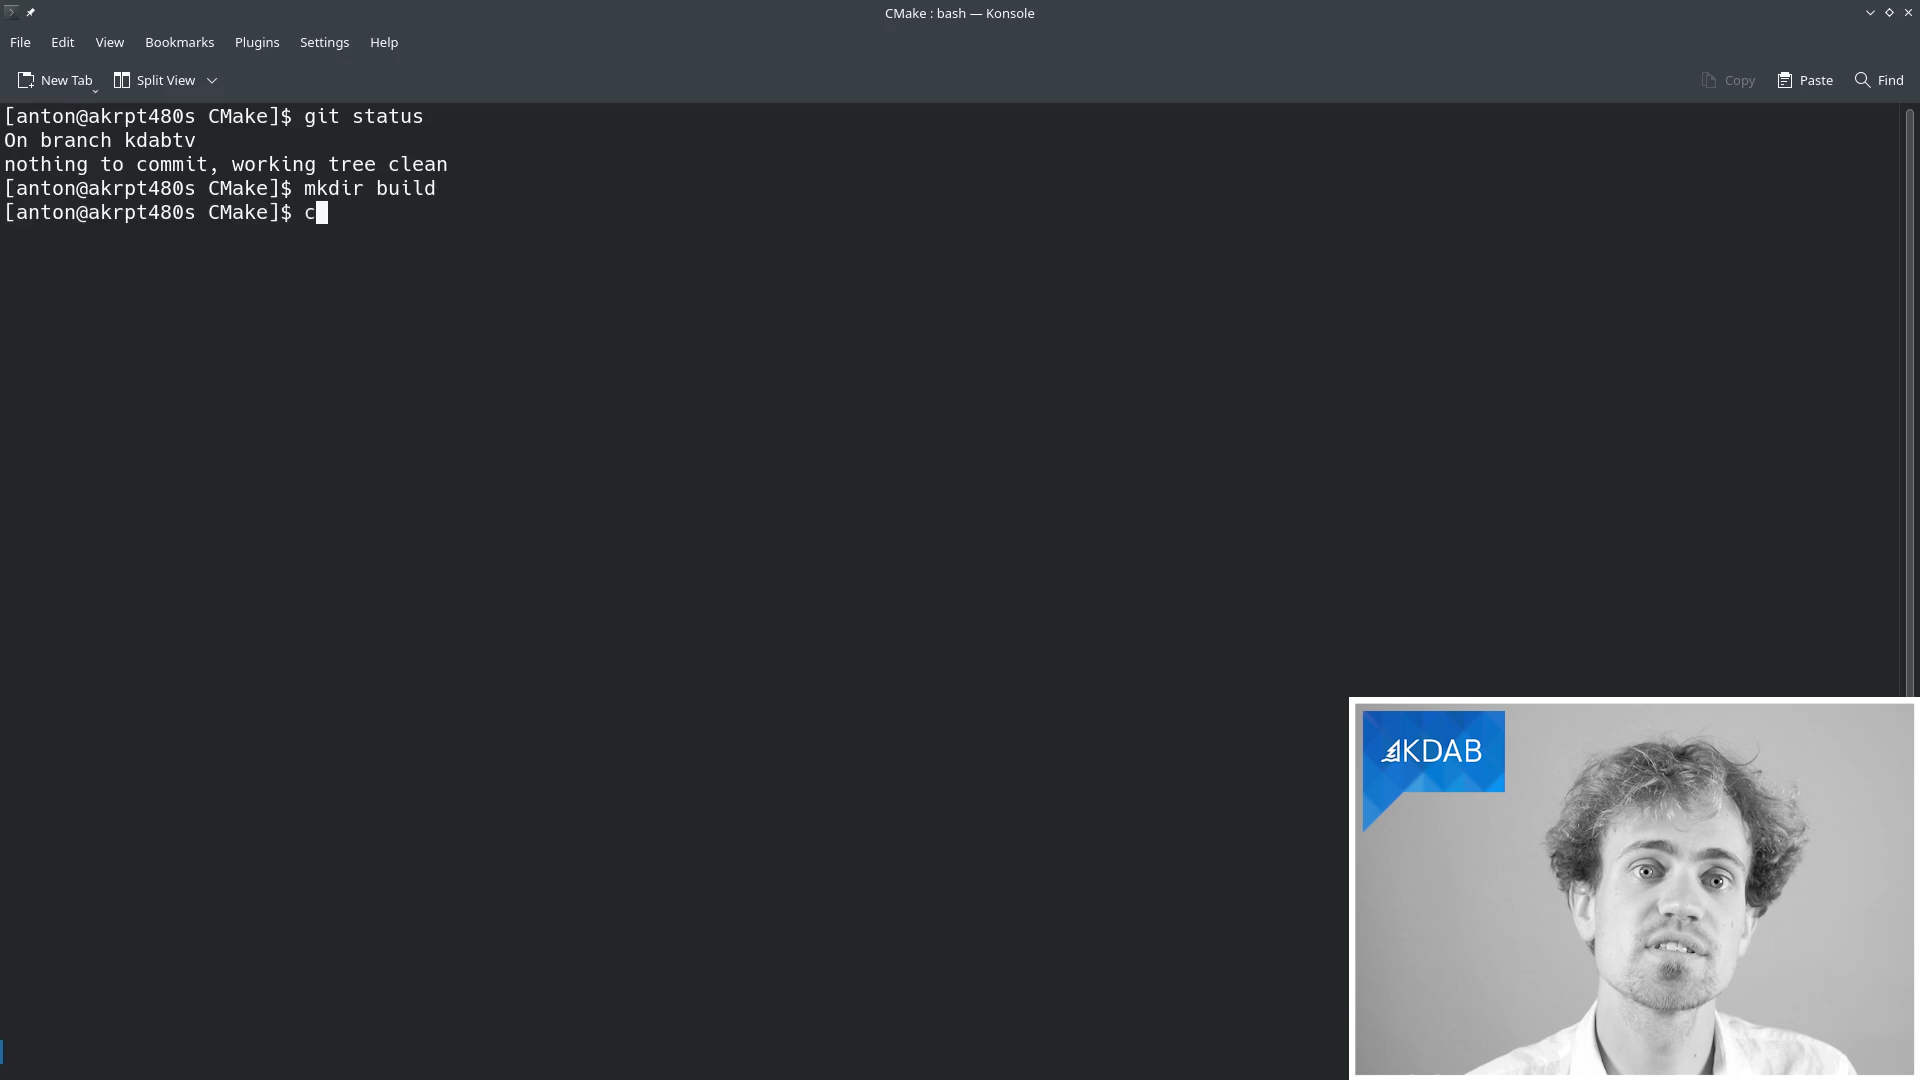 CMake : bash — Konsole
File Edit View Bookmarks Plugins Settings Help
New Tab Split View Copy Paste Find
[anton@akrpt480s CMake]$ git status
On branch kdabtv
nothing to commit, working tree clean
[anton@akrpt480s CMake]$ mkdir build
[anton@akrpt480s CMake]$ c
KDAB